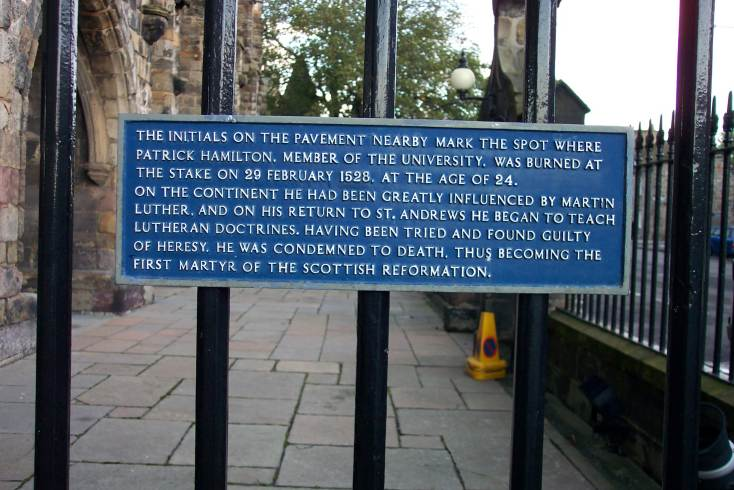 THE INITIALS ON THE PAVEMENT NEARBY MARK THE SPOT WHERE
PATRICK HAMILTON, MEMBER OF THE UNIVERSITY, WAS BURNED AT
THE STAKE ON 29 FEBRUARY 1528, AT THE AGE OF 24.
ON THE CONTINENT HE HAD BEEN GREATLY INFLUENCED BY MARTIN
LUTHER, AND ON HIS RETURN TO ST. ANDREWS HE BEGAN TO TEACH
LUTHERAN DOCTRINES. HAVING BEEN TRIED AND FOUND GUILTY
OF HERESY, HE WAS CONDEMNED TO DEATH, THUS BECOMING THE
FIRST MARTYR OF THE SCOTTISH REFORMATION.